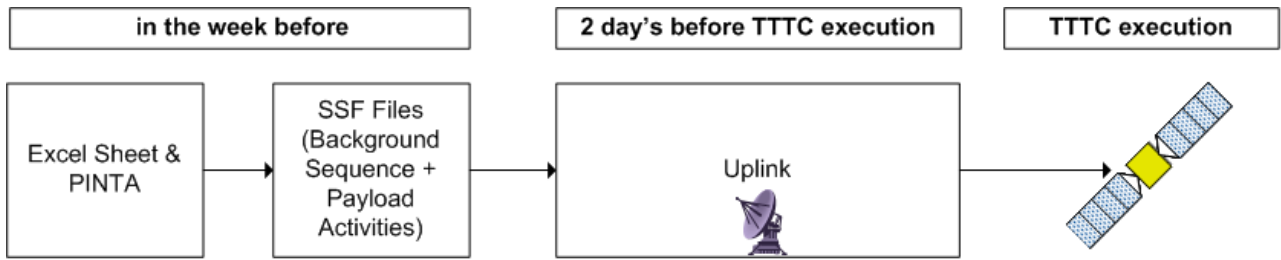 in the week before
2 day's before TTTC execution
TTTC execution
Excel Sheet &
PINTA
SSF Files
(Background
Sequence +
Payload
Activities)
Uplink